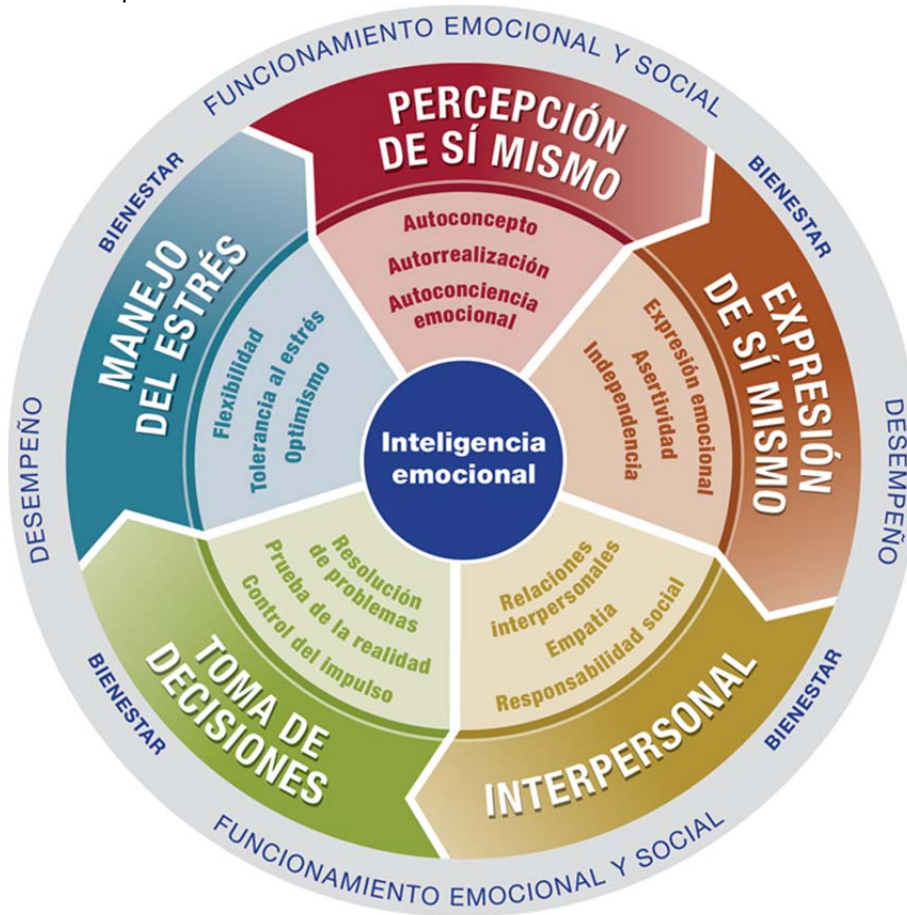 FUNCIONAMIENTO EMOCIONAL Y SOCIAL
BIENESTAR
BIENESTAR
PERCEPCIÓN
DE SÍ MISMO
Autoconcepto
Autorrealización
Autoconciencia
emocional
EXPRESIÓN
DE SÍ MISMO
Expresión emocional
Asertividad
Independencia
DESEMPEÑO
INTERPERSONAL
Relaciones
interpersonales
Empatía
Responsabilidad social
BIENESTAR
TOMA DE
DECISIONES
Resolución
de problemas
Prueba de la realidad
Control del impulso
BIENESTAR
MANEJO
DEL ESTRÉS
Flexibilidad
Tolerancia al estrés
Optimismo
DESEMPEÑO
Inteligencia
emocional
FUNCIONAMIENTO EMOCIONAL Y SOCIAL